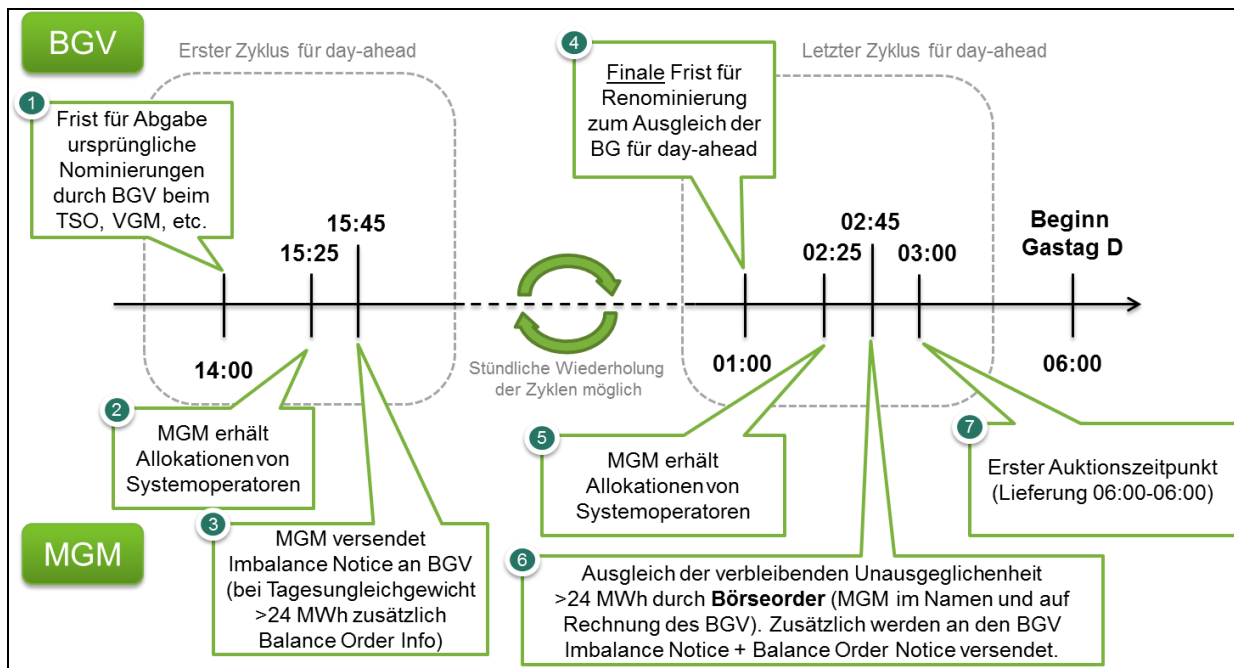 BGV
Erster Zyklus für day-ahead
Letzter Zyklus für day-ahead
1
Frist für Abgabe
ursprüngliche
Nominierungen
durch BGV beim
TSO, VGM, etc.
4
Finale Frist für
Renominierung
zum Ausgleich der
BG für day-ahead
15:45
15:25
14:00
Stündliche Wiederholung
der Zyklen möglich
02:45
02:25
03:00
01:00
Beginn
Gastag D
06:00
2
MGM erhält
Allokationen von
Systemoperatoren
3
MGM versendet
Imbalance Notice an BGV
(bei Tagesungleichgewicht
>24 MWh zusätzlich
Balance Order Info)
5
MGM erhält
Allokationen von
Systemoperatoren
7
Erster Auktionszeitpunkt
(Lieferung 06:00-06:00)
MGM
6
Ausgleich der verbleibenden Unausgeglichenheit
>24 MWh durch Börseorder (MGM im Namen und auf
Rechnung des BGV). Zusätzlich werden an den BGV
Imbalance Notice + Balance Order Notice versendet.